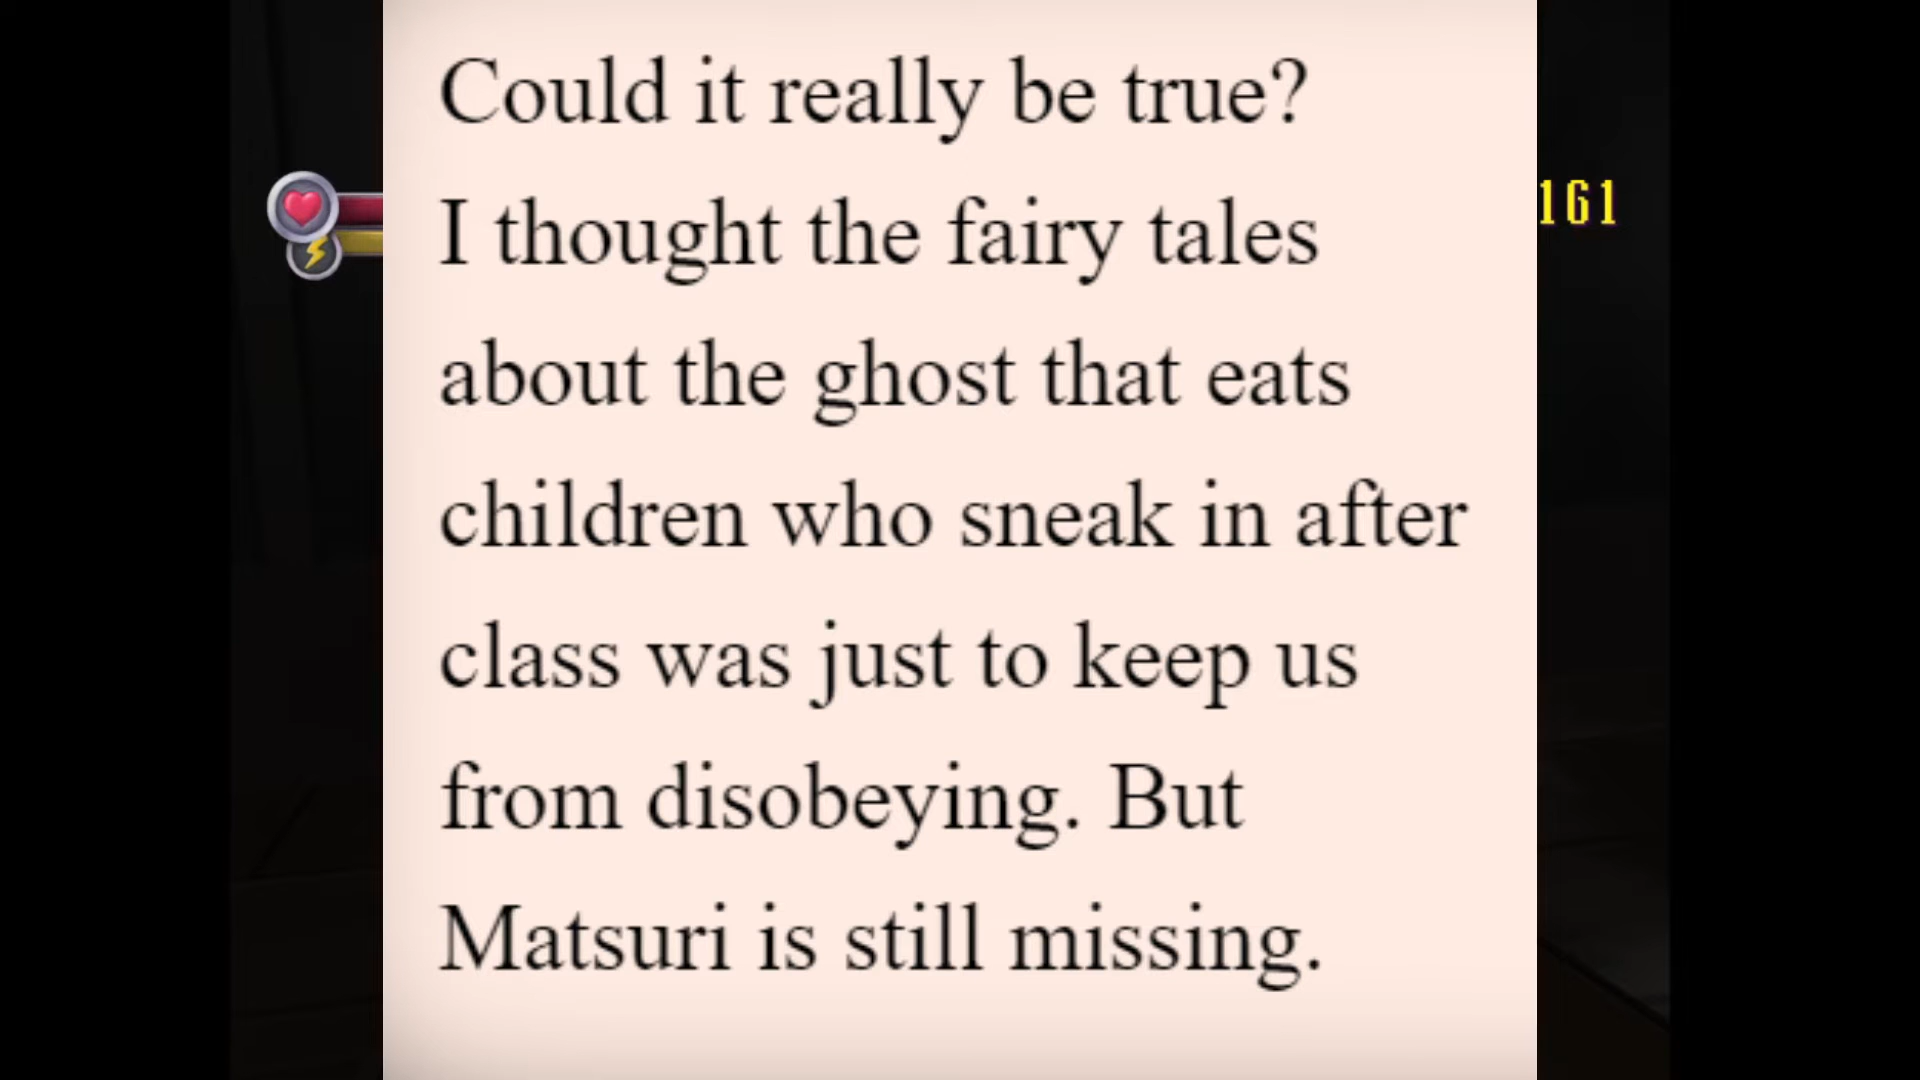 Could it really be true?
I thought the fairy tales
about the ghost that eats
children who sneak in after
class was just to keep us
from disobeying. But
Matsuri is still missing.
161